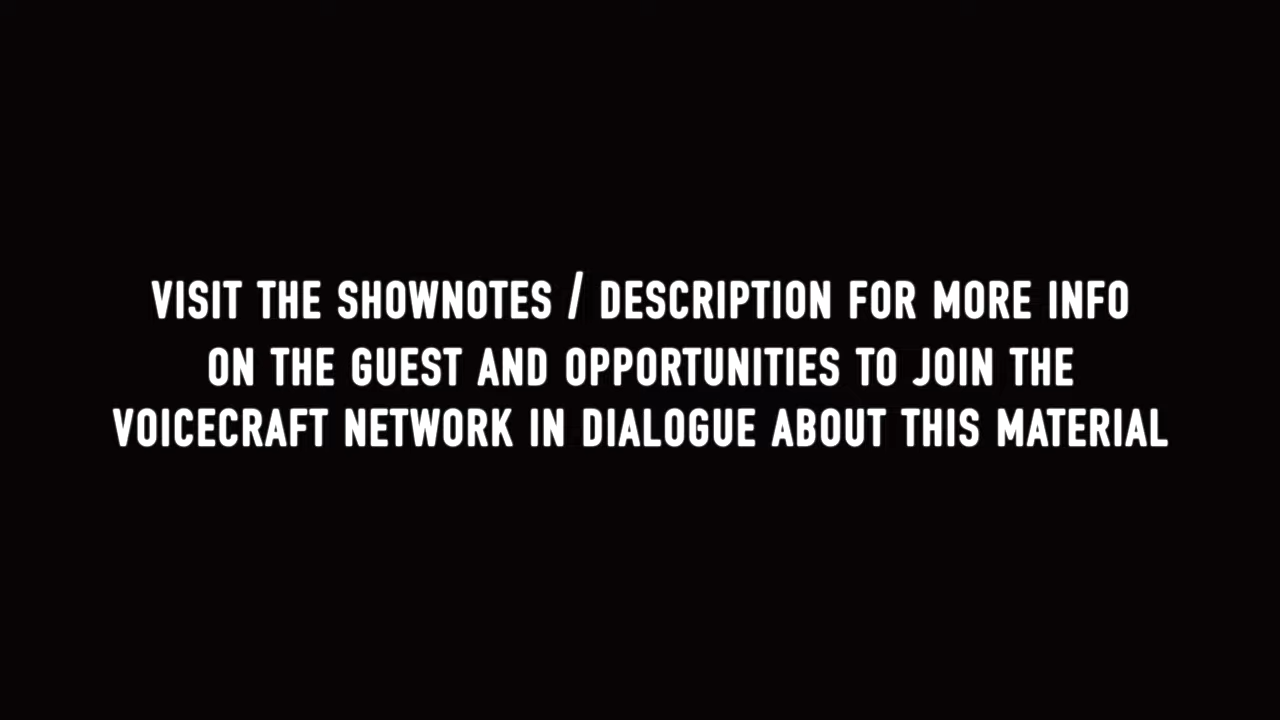 VISIT THE SHOWNOTES / DESCRIPTION FOR MORE INFO
ON THE GUEST AND OPPORTUNITIES TO JOIN THE
VOICECRAFT NETWORK IN DIALOGUE ABOUT THIS MATERIAL